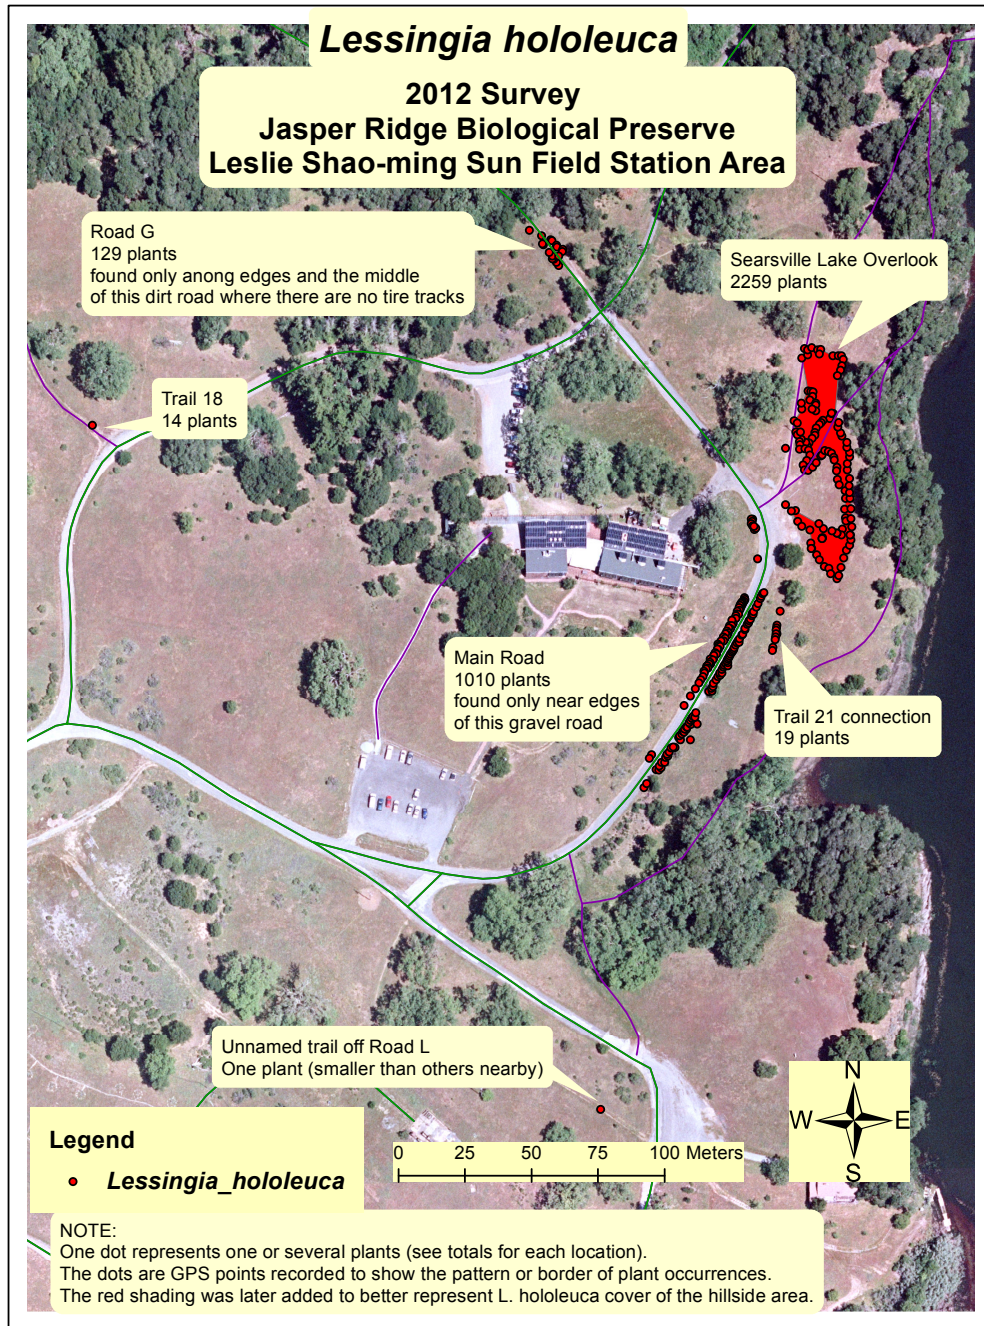 Lessingia hololeuca
2012 Survey
Jasper Ridge Biological Preserve
Leslie Shao-ming Sun Field Station Area
Road G
129 plants
found only among edges and the middle
of this dirt road where there are no tire tracks
Searsville Lake Overlook
2259 plants
Trail 18
14 plants
Main Road
1010 plants
found only near edges
of this gravel road
Trail 21 connection
19 plants
Unnamed trail off Road L
One plant (smaller than others nearby)
N
W E
S
Legend
Lessingia_hololeuca
0 25 50 75 100 Meters
NOTE:
One dot represents one or several plants (see totals for each location).
The dots are GPS points recorded to show the pattern or border of plant occurrences.
The red shading was later added to better represent L. hololeuca cover of the hillside area.